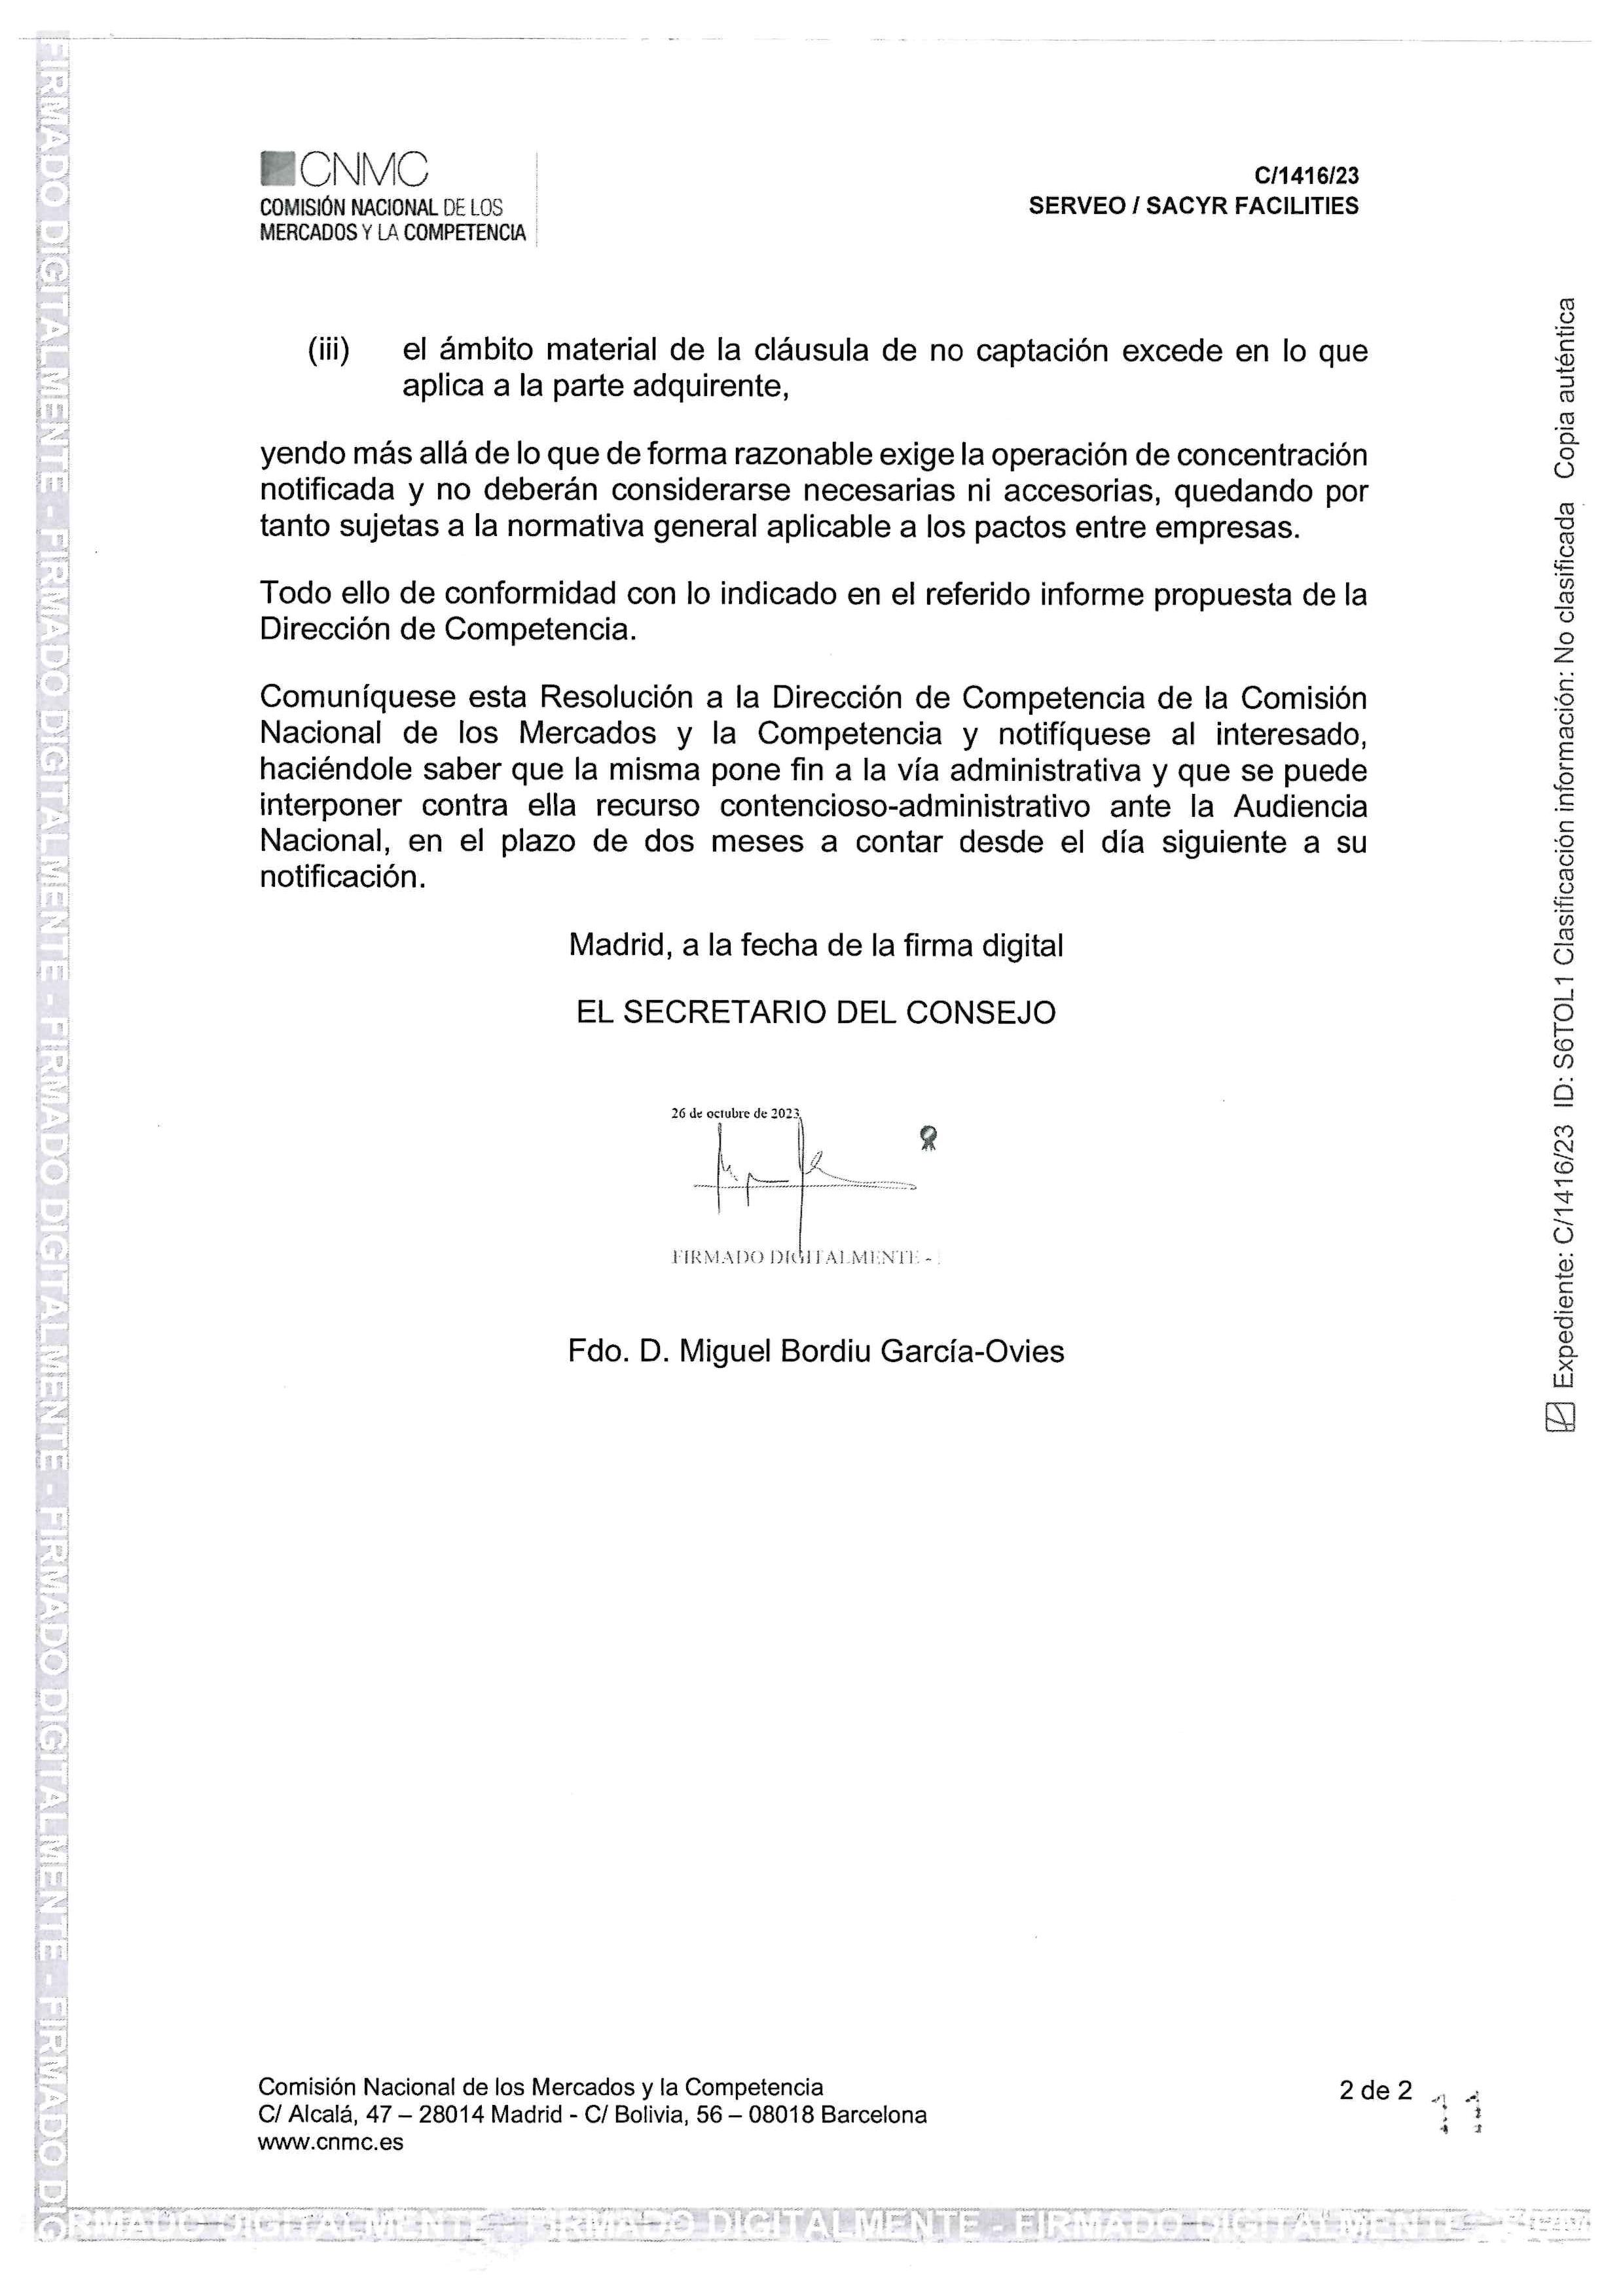 CNMC
COMISIÓN NACIONAL DE LOS
MERCADOS Y LA COMPETENCIA
C/1416/23
SERVEO / SACYR FACILITIES
(iii) el ámbito material de la cláusula de no captación excede en lo que
aplica a la parte adquirente,
yendo más allá de lo que de forma razonable exige la operación de concentración
notificada y no deberán considerarse necesarias ni accesorias, quedando por
tanto sujetas a la normativa general aplicable a los pactos entre empresas.
Todo ello de conformidad con lo indicado en el referido informe propuesta de la
Dirección de Competencia.
Comuníquese esta Resolución a la Dirección de Competencia de la Comisión
Nacional de los Mercados y la Competencia y notifíquese al interesado,
haciéndole saber que la misma pone fin a la vía administrativa y que se puede
interponer contra ella recurso contencioso-administrativo ante la Audiencia
Nacional, en el plazo de dos meses a contar desde el día siguiente a su
notificación.
Madrid, a la fecha de la firma digital
EL SECRETARIO DEL CONSEJO
26 de octubre de 2023
FIRMADO DIGITALMENTE -
Fdo. D. Miguel Bordiu García-Ovies
Comisión Nacional de los Mercados y la Competencia
C/ Alcalá, 47 – 28014 Madrid - C/ Bolivia, 56 – 08018 Barcelona
www.cnmc.es
2 de 2
11
Expediente: C/1416/23 ID: S6TOL1 Clasificación información: No clasificada Copia auténtica
FIRMADO DIGITALMENTE - FIRMADO DIGITALMENTE - FIRMADO DIGITALMENTE - FIRMADO DIGITALMENTE - FIRMADO DIG
RMADO DIGITALMENTE - FIRMADO DIGITALMENTE - FIRMADO DIGITALMENTE - FIRMA